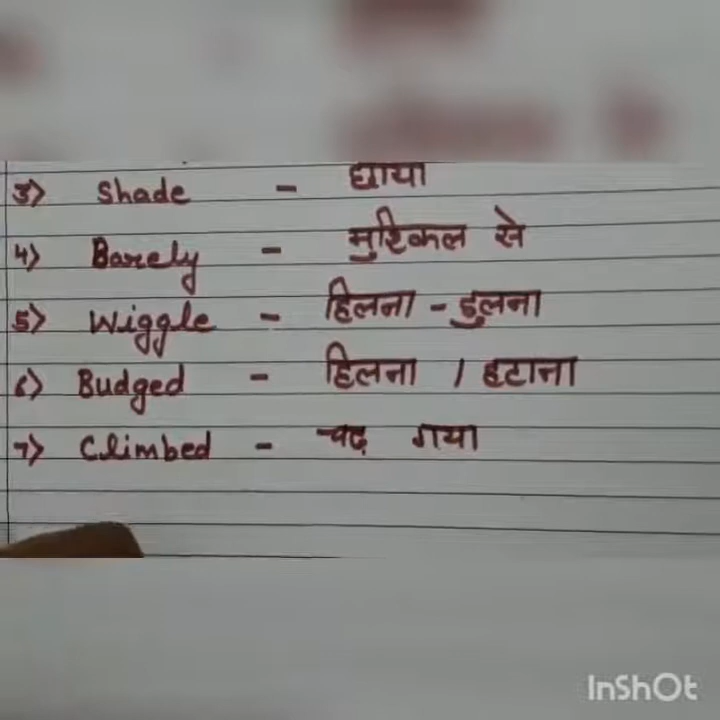 3) Shade - छाया
4) Barely - मुश्किल से
5) Wiggle - हिलना - डुलना
6) Budged - हिलना / हटाना
7) Climbed - चढ़ गया
InShOt